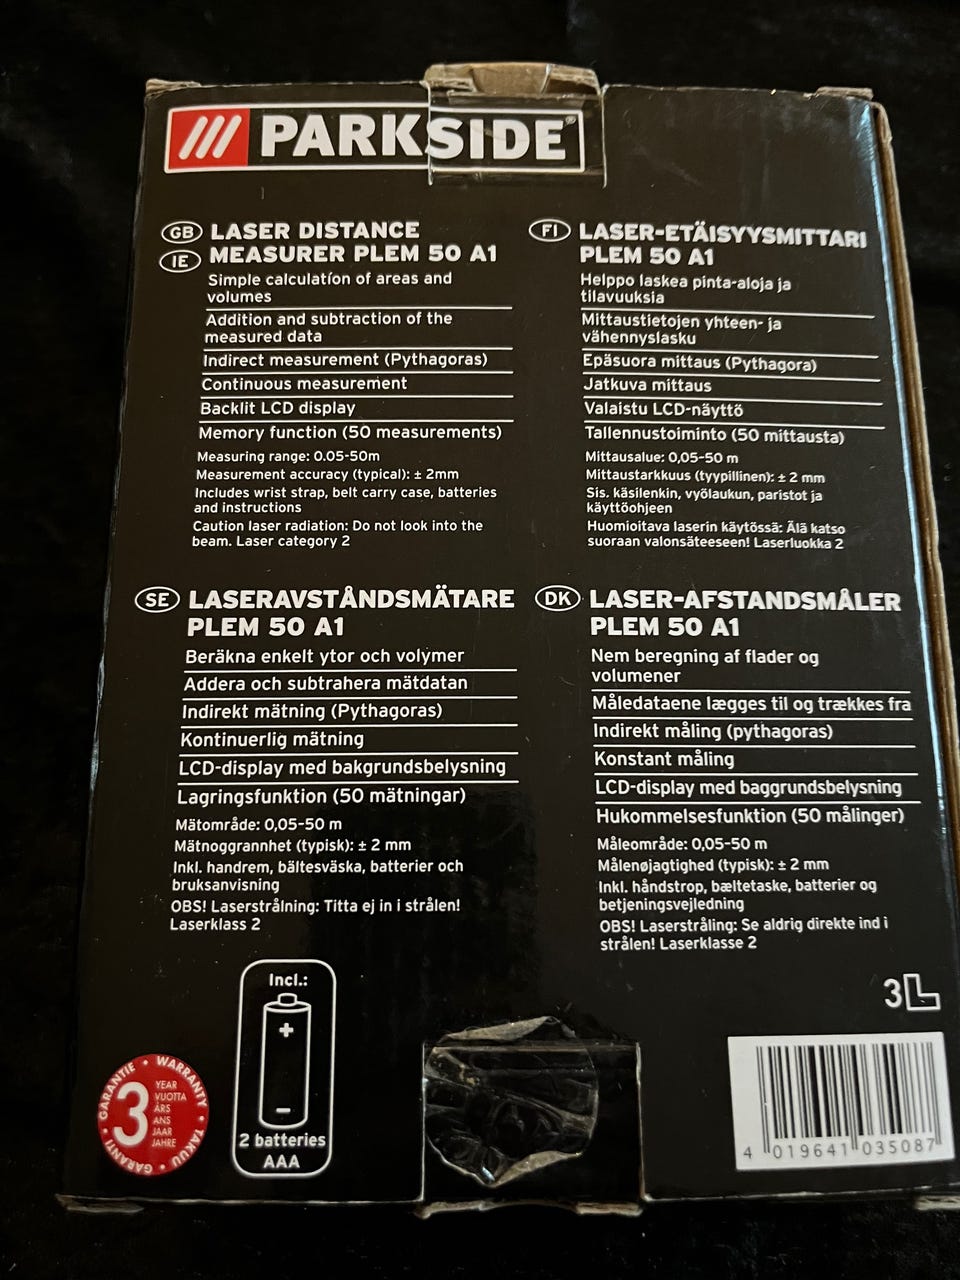 PARKSIDE®
GB IE LASER DISTANCE
MEASURER PLEM 50 A1
Simple calculation of areas and
volumes
Addition and subtraction of the
measured data
Indirect measurement (Pythagoras)
Continuous measurement
Backlit LCD display
Memory function (50 measurements)
Measuring range: 0.05-50m
Measurement accuracy (typical): ± 2mm
Includes wrist strap, belt carry case, batteries
and instructions
Caution laser radiation: Do not look into the
beam. Laser category 2
FI LASER-ETÄISYYSMITTARI
PLEM 50 A1
Helppo laskea pinta-aloja ja
tilavuuksia
Mittaustietojen yhteen- ja
vähennyslasku
Epäsuora mittaus (Pythagora)
Jatkuva mittaus
Valaistu LCD-näyttö
Tallennustoiminto (50 mittausta)
Mittausalue: 0,05-50 m
Mittaustarkkuus (tyypillinen): ± 2 mm
Sis. käsilenkin, vyölaukun, paristot ja
käyttöohjeen
Huomioitava laserin käytössä: Älä katso
suoraan valonsäteeseen! Laserluokka 2
SE LASERAVSTÅNDSMÄTARE
PLEM 50 A1
Beräkna enkelt ytor och volymer
Addera och subtrahera mätdatan
Indirekt mätning (Pythagoras)
Kontinuerlig mätning
LCD-display med bakgrundsbelysning
Lagringsfunktion (50 mätningar)
Mätområde: 0,05-50 m
Mätnoggrannhet (typisk): ± 2 mm
Inkl. handrem, bältesväska, batterier och
bruksanvisning
OBS! Laserstrålning: Titta ej in i strålen!
Laserklass 2
DK LASER-AFSTANDSMÅLER
PLEM 50 A1
Nem beregning af flader og
volumener
Måledataene lægges til og trækkes fra
Indirekt måling (pythagoras)
Konstant måling
LCD-display med baggrundsbelysning
Hukommelsesfunktion (50 målinger)
Måleområde: 0,05-50 m
Målenøjagtighed (typisk): ± 2 mm
Inkl. håndstrop, bæltetaske, batterier og
betjeningsvejledning
OBS! Laserstråling: Se aldrig direkte ind i
strålen! Laserklasse 2
Incl.:
+
-
2 batteries
AAA
GARANTIE • WARRANTY • TAKUU • GARANTI •
3
YEAR
VUOTTA
ÅRS
ANS
JAAR
JAHRE
3L
4 019641 035087